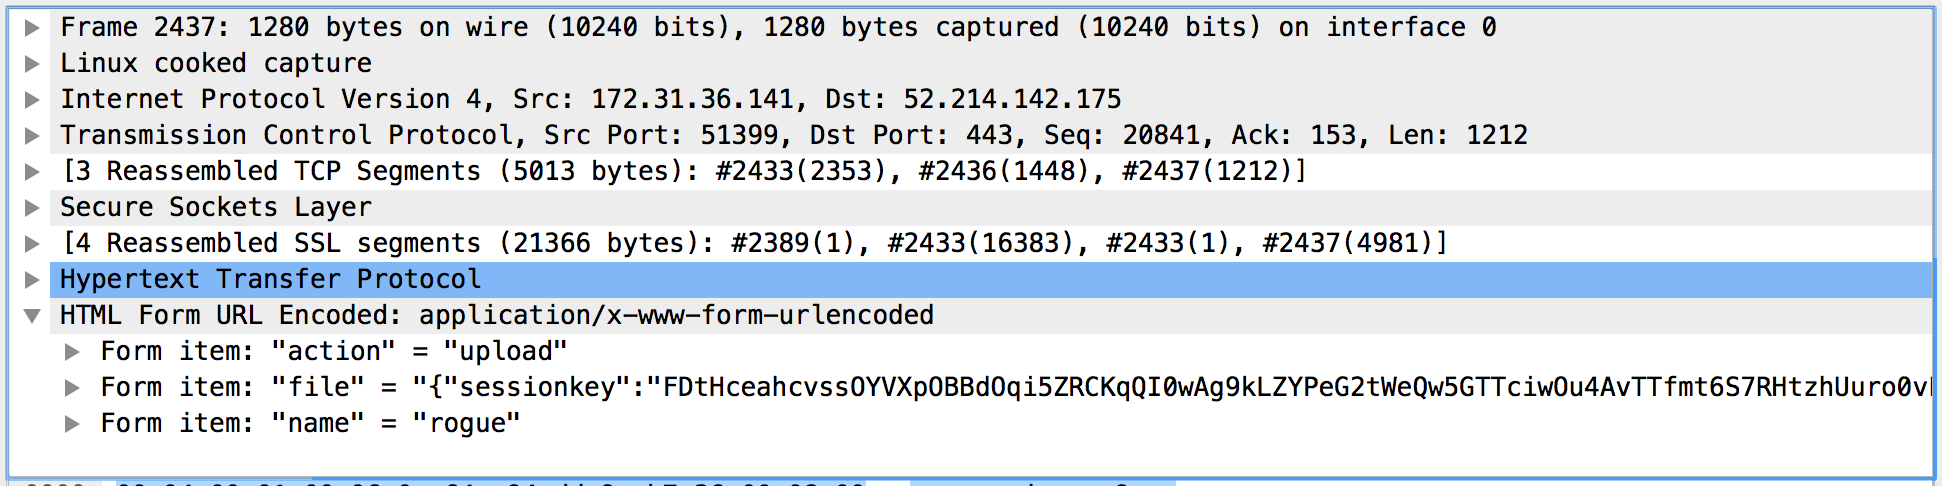 Frame 2437: 1280 bytes on wire (10240 bits), 1280 bytes captured (10240 bits) on interface 0
Linux cooked capture
Internet Protocol Version 4, Src: 172.31.36.141, Dst: 52.214.142.175
Transmission Control Protocol, Src Port: 51399, Dst Port: 443, Seq: 20841, Ack: 153, Len: 1212
[3 Reassembled TCP Segments (5013 bytes): #2433(2353), #2436(1448), #2437(1212)]
Secure Sockets Layer
[4 Reassembled SSL segments (21366 bytes): #2389(1), #2433(16383), #2433(1), #2437(4981)]
Hypertext Transfer Protocol
HTML Form URL Encoded: application/x-www-form-urlencoded
Form item: "action" = "upload"
Form item: "file" = "{"sessionkey":"FDtHceahcvssOYVXpOBBdOqi5ZRCKqQI0wAg9kLZYPeG2tWeQw5GTTciwOu4AvTTfmt6S7RHtzhUuro0v
Form item: "name" = "rogue"